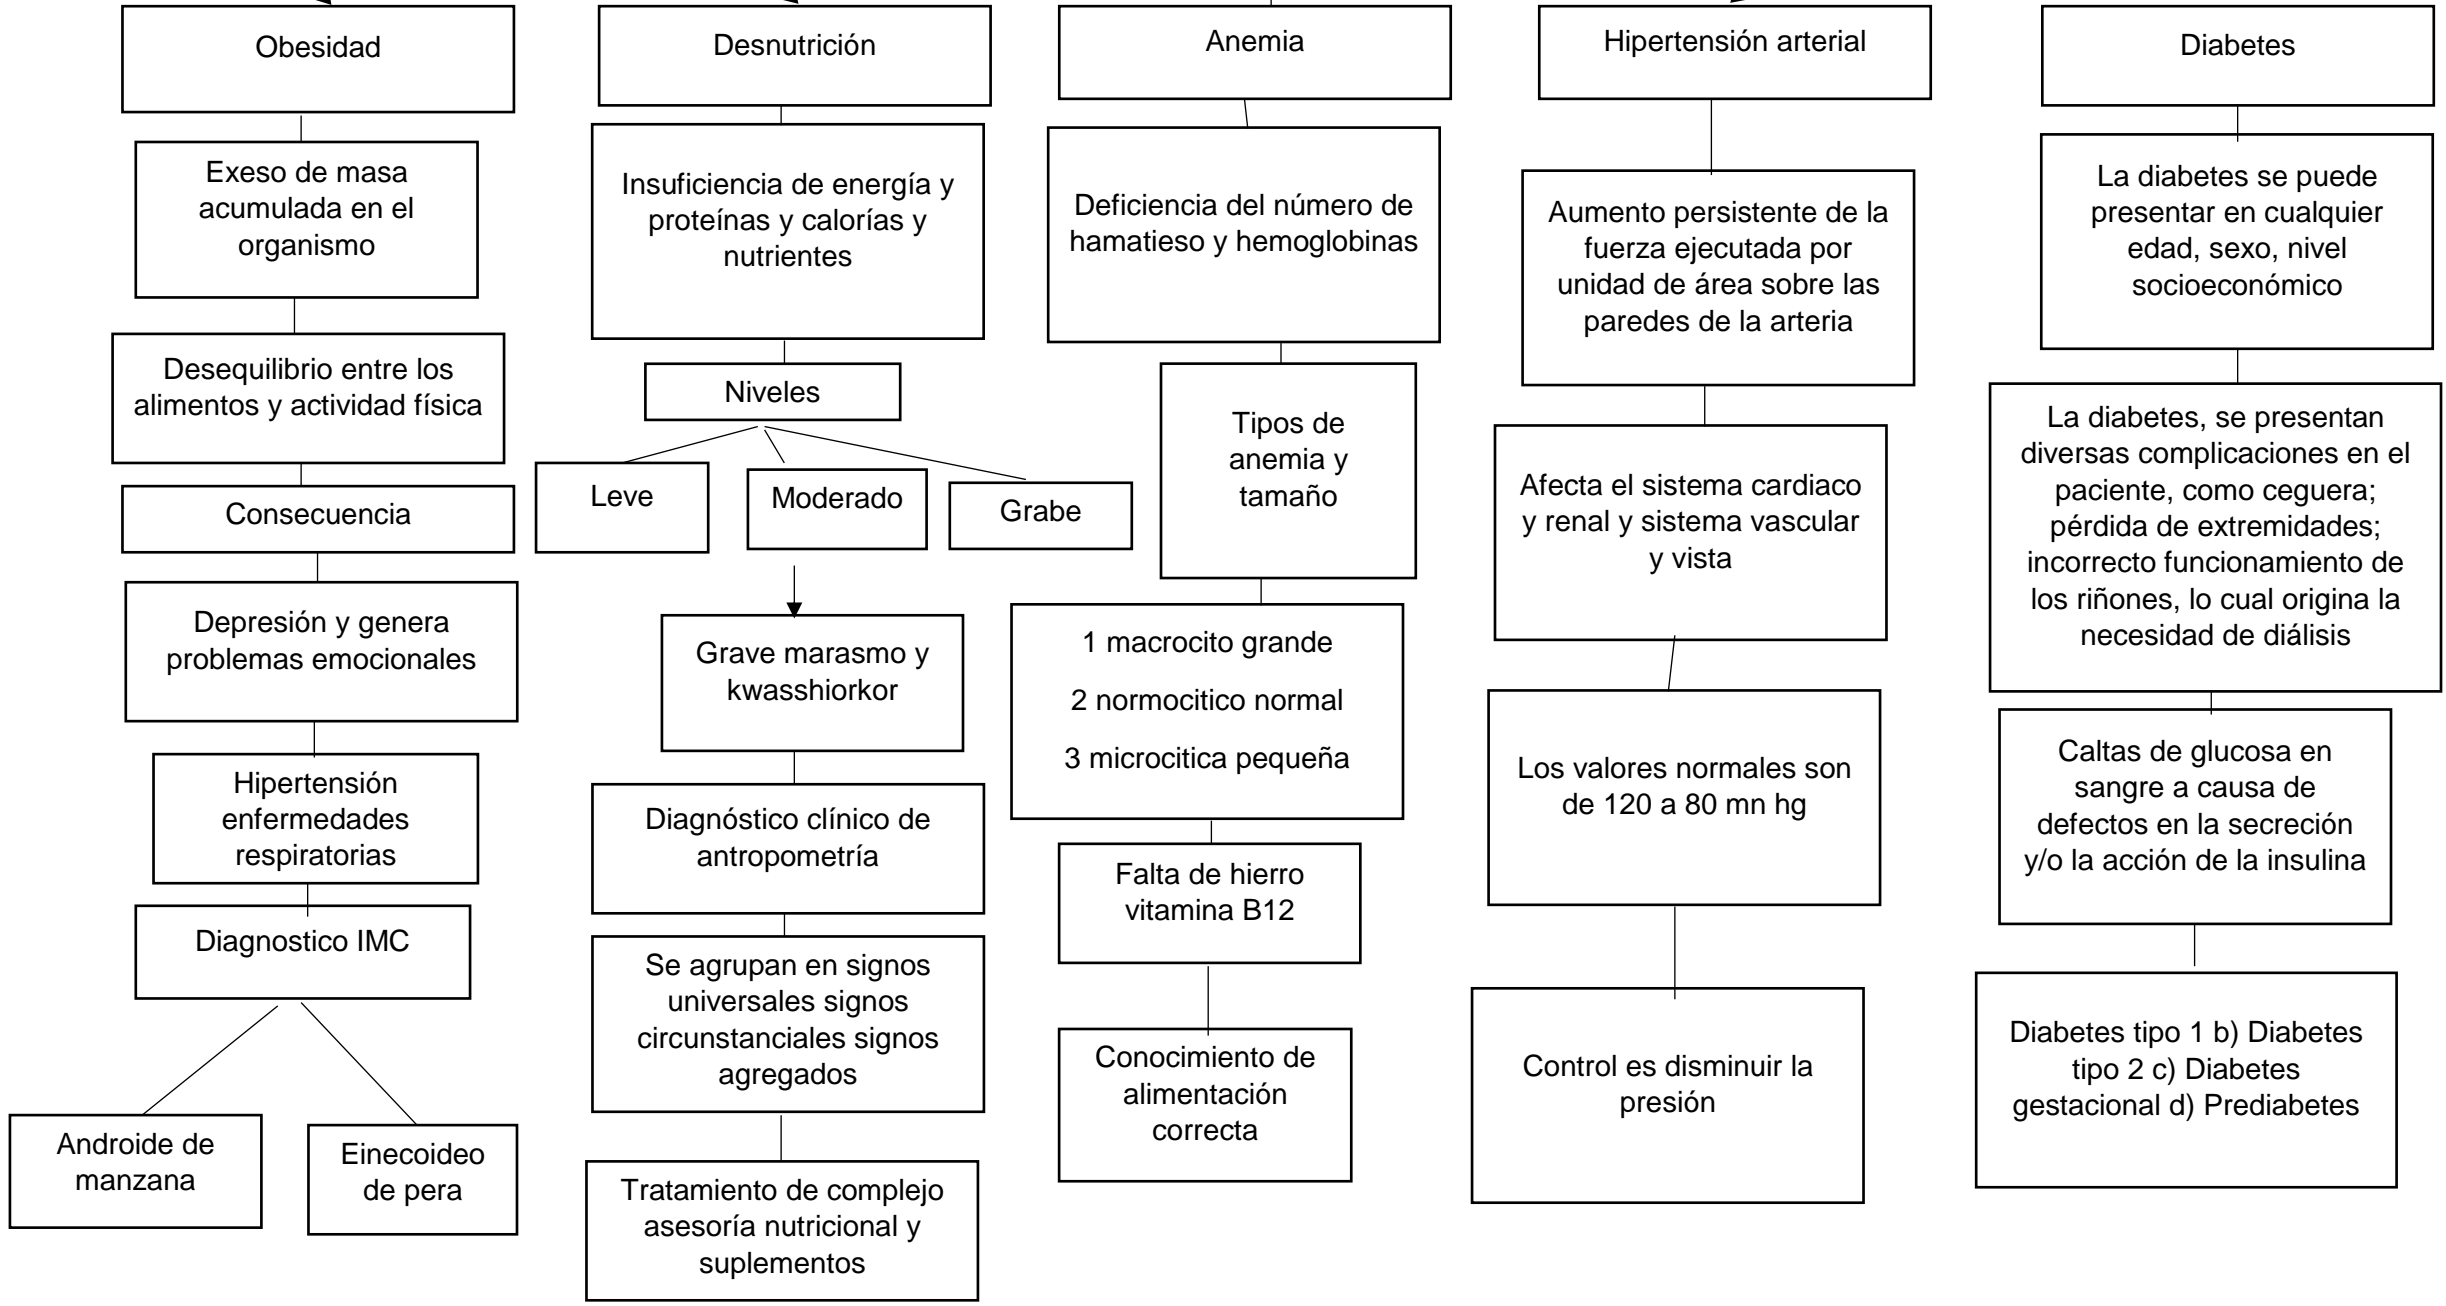 Obesidad
Exeso de masa
acumulada en el
organismo
Desequilibrio entre los
alimentos y actividad física
Consecuencia
Depresión y genera
problemas emocionales
Hipertensión
enfermedades
respiratorias
Diagnostico IMC
Androide de
manzana
Einecoideo
de pera
Desnutrición
Insuficiencia de energía y
proteínas y calorías y
nutrientes
Niveles
Leve
Moderado
Grabe
Grave marasmo y
kwasshiorkor
Diagnóstico clínico de
antropometría
Se agrupan en signos
universales signos
circunstanciales signos
agregados
Tratamiento de complejo
asesoría nutricional y
suplementos
Anemia
Deficiencia del número de
hamatieso y hemoglobinas
Tipos de
anemia y
tamaño
1 macrocito grande
2 normocitico normal
3 microcitica pequeña
Falta de hierro
vitamina B12
Conocimiento de
alimentación
correcta
Hipertensión arterial
Aumento persistente de la
fuerza ejecutada por
unidad de área sobre las
paredes de la arteria
Afecta el sistema cardiaco
y renal y sistema vascular
y vista
Los valores normales son
de 120 a 80 mn hg
Control es disminuir la
presión
Diabetes
La diabetes se puede
presentar en cualquier
edad, sexo, nivel
socioeconómico
La diabetes, se presentan
diversas complicaciones en el
paciente, como ceguera;
pérdida de extremidades;
incorrecto funcionamiento de
los riñones, lo cual origina la
necesidad de diálisis
Caltas de glucosa en
sangre a causa de
defectos en la secreción
y/o la acción de la insulina
Diabetes tipo 1 b) Diabetes
tipo 2 c) Diabetes
gestacional d) Prediabetes